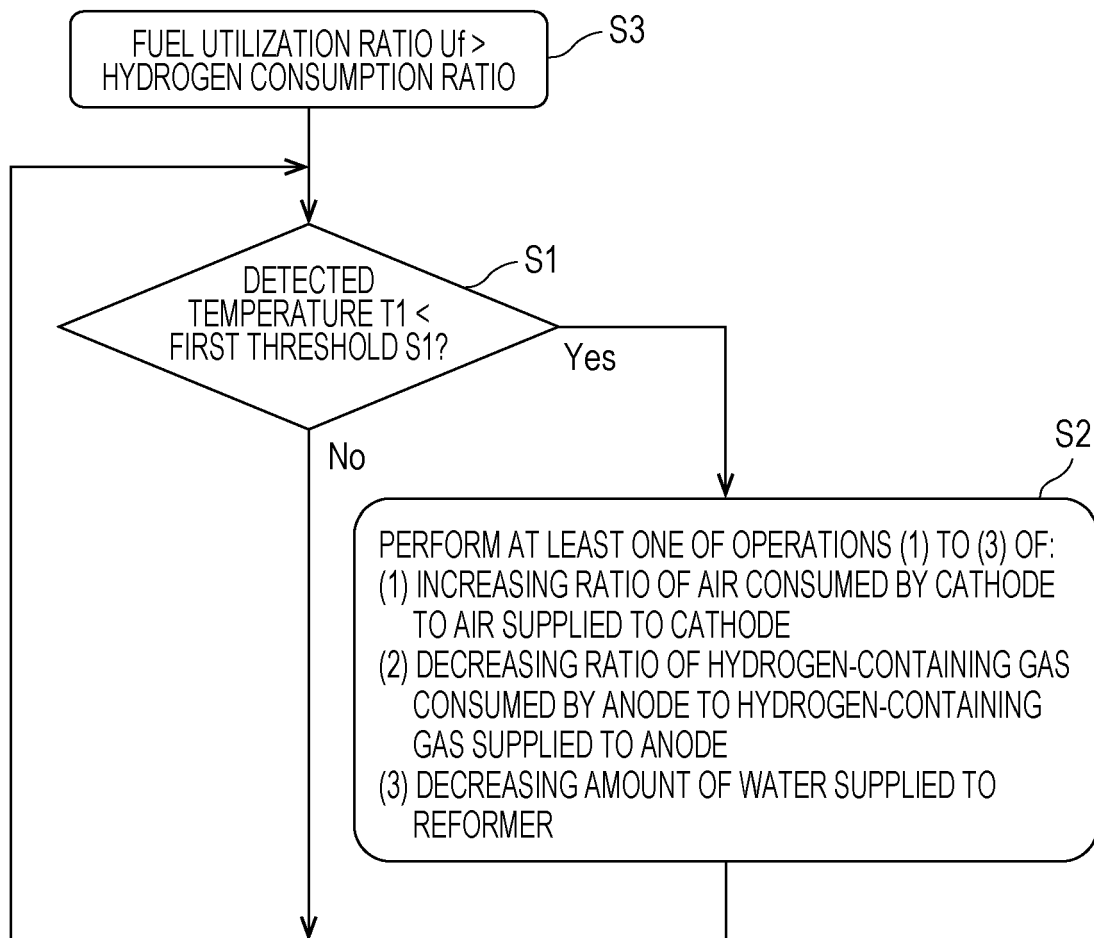 FUEL UTILIZATION RATIO Uf >
HYDROGEN CONSUMPTION RATIO
S3
S1
DETECTED
TEMPERATURE T1 <
FIRST THRESHOLD S1?
Yes
No
S2
PERFORM AT LEAST ONE OF OPERATIONS (1) TO (3) OF:
(1) INCREASING RATIO OF AIR CONSUMED BY CATHODE
TO AIR SUPPLIED TO CATHODE
(2) DECREASING RATIO OF HYDROGEN-CONTAINING GAS
CONSUMED BY ANODE TO HYDROGEN-CONTAINING
GAS SUPPLIED TO ANODE
(3) DECREASING AMOUNT OF WATER SUPPLIED TO
REFORMER